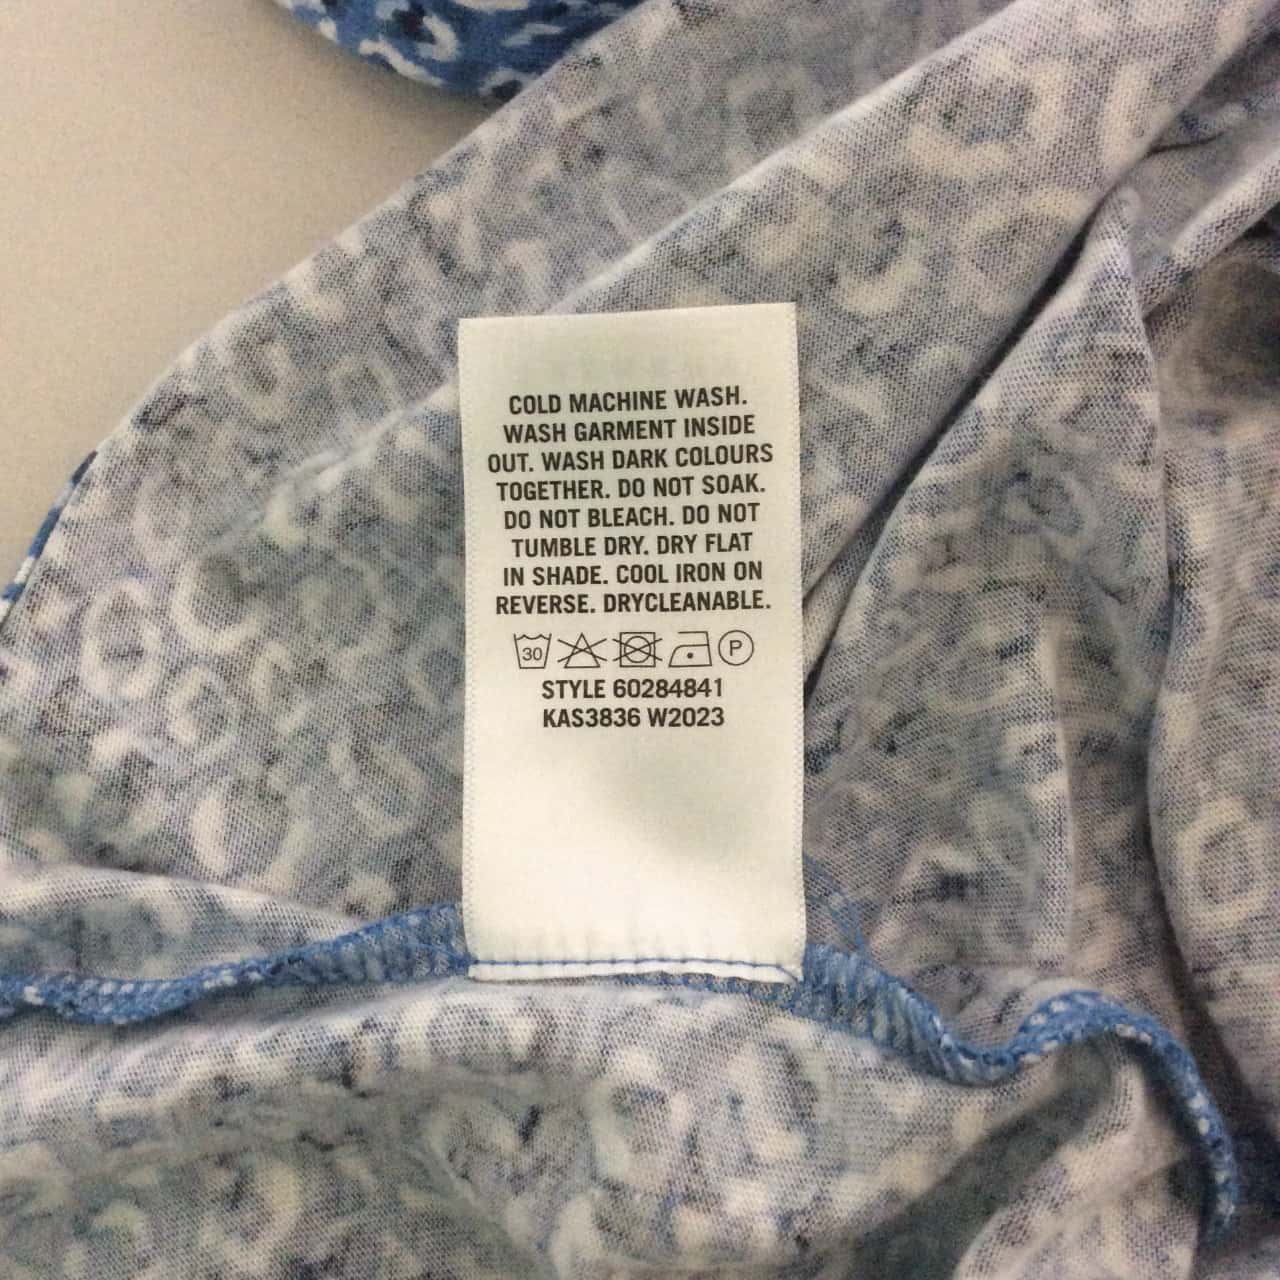 COLD MACHINE WASH.
WASH GARMENT INSIDE
OUT. WASH DARK COLOURS
TOGETHER. DO NOT SOAK.
DO NOT BLEACH. DO NOT
TUMBLE DRY. DRY FLAT
IN SHADE. COOL IRON ON
REVERSE. DRYCLEANABLE.
30 P
STYLE 60284841
KAS3836 W2023